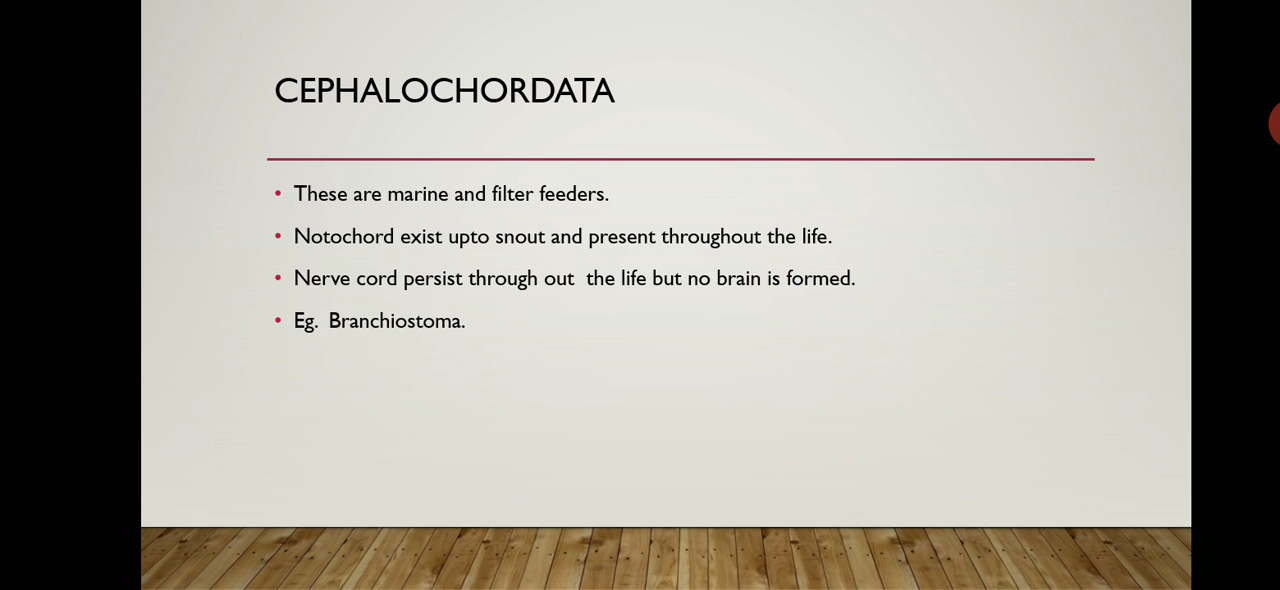 CEPHALOCHORDATA
• These are marine and filter feeders.
• Notochord exist upto snout and present throughout the life.
• Nerve cord persist through out  the life but no brain is formed.
• Eg.  Branchiostoma.